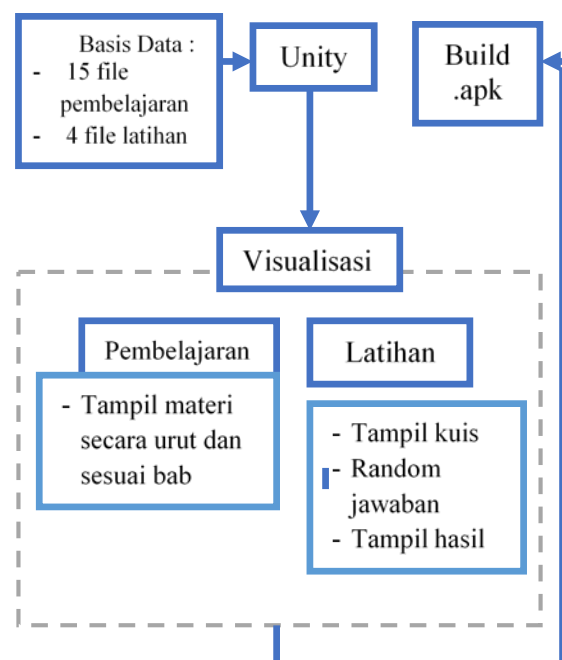 Basis Data :
- 15 file
pembelajaran
- 4 file latihan
Unity
Build
.apk
Visualisasi
Pembelajaran
- Tampil materi
secara urut dan
sesuai bab
Latihan
- Tampil kuis
- Random
jawaban
- Tampil hasil